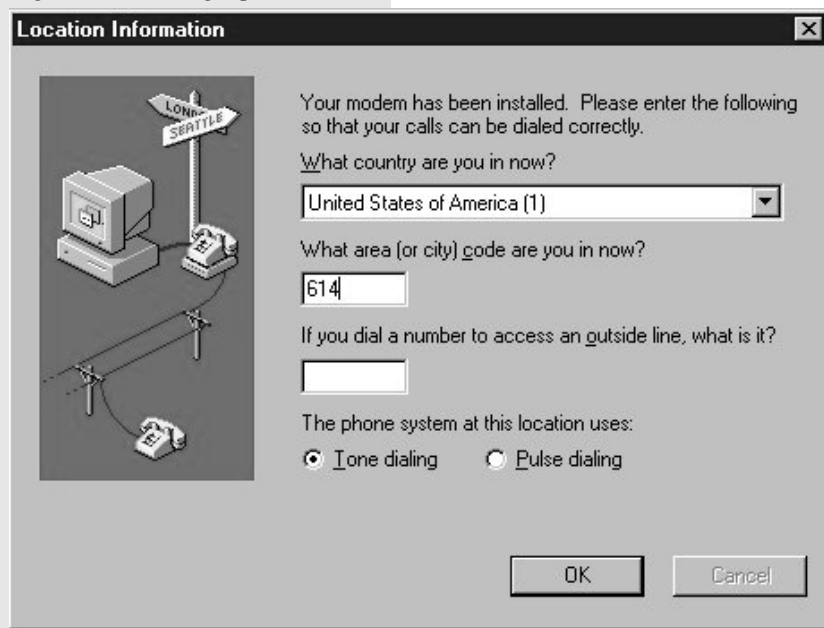 Location Information
LOND
SEATTLE
Your modem has been installed. Please enter the following
so that your calls can be dialed correctly.
What country are you in now?
United States of America (1)
What area (or city) code are you in now?
614
If you dial a number to access an outside line, what is it?
The phone system at this location uses:
Tone dialing
Pulse dialing
OK
Cancel